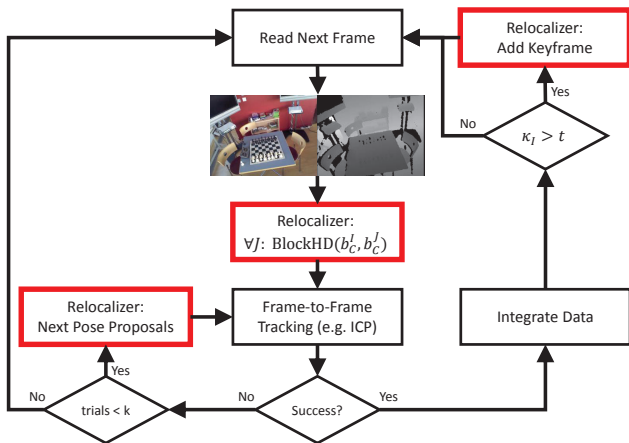 Read Next Frame
Relocalizer:
Add Keyframe
Yes
No
κ_I > t
Relocalizer:
∀J: BlockHD(b_C^I, b_C^J)
Relocalizer:
Next Pose Proposals
Frame-to-Frame
Tracking (e.g. ICP)
Integrate Data
Yes
No
trials < k
No
Success?
Yes